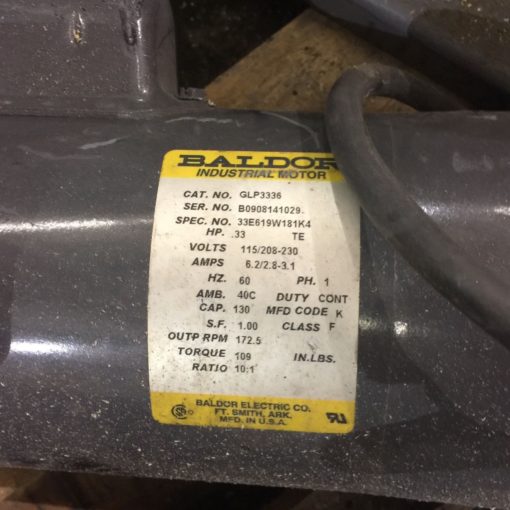 BALDOR
INDUSTRIAL MOTOR
CAT. NO. GLP3336
SER. NO. B0908141029
SPEC. NO. 33E619W181K4
HP. .33 TE
VOLTS 115/208-230
AMPS 6.2/2.8-3.1
HZ. 60 PH. 1
AMB. 40C DUTY CONT
CAP. 130 MFD CODE K
S.F. 1.00 CLASS F
OUTP RPM 172.5
TORQUE 109 IN.LBS.
RATIO 10:1
BALDOR ELECTRIC CO.
FT. SMITH, ARK.
MFD. IN U.S.A.